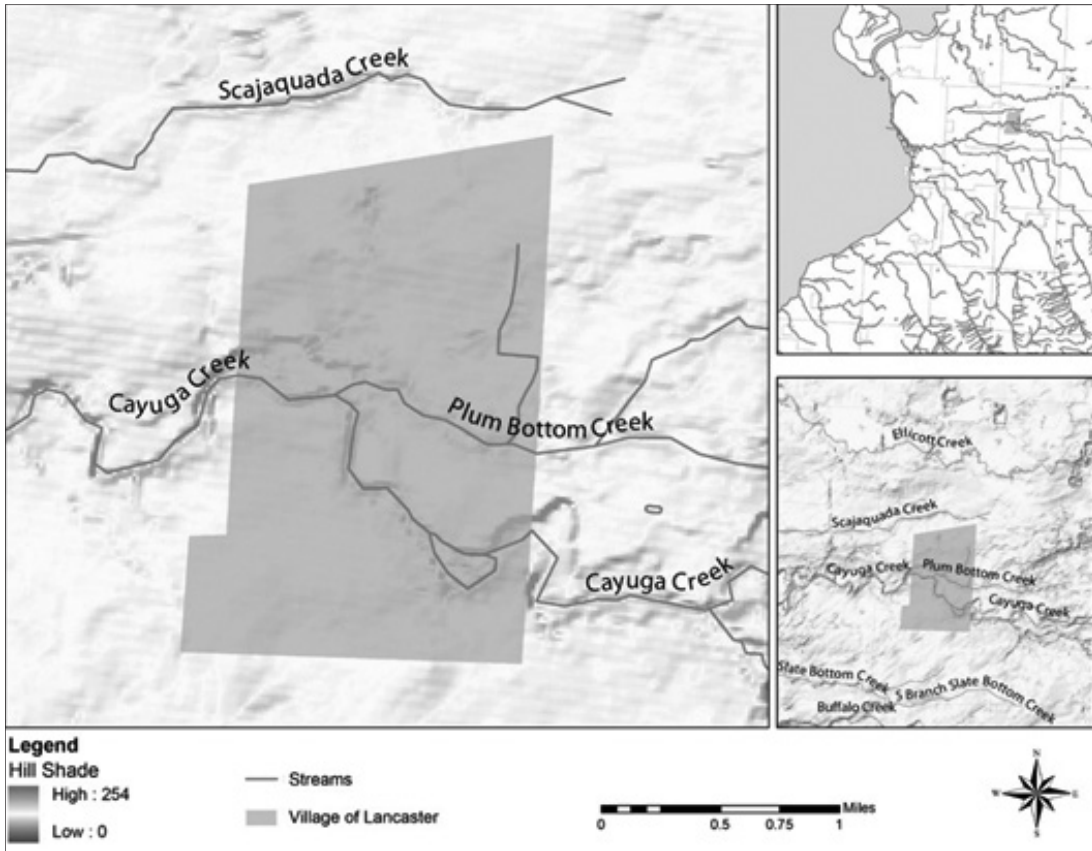 Scajaquada Creek
Cayuga Creek
Plum Bottom Creek
Cayuga Creek
Ellicott Creek
Scajaquada Creek
Cayuga Creek
Plum Bottom Creek
Cayuga Creek
Slate Bottom Creek
S Branch Slate Bottom Creek
Buffalo Creek
Legend
Hill Shade
High : 254
Low : 0
Streams
Village of Lancaster
Miles
0 0.5 0.75 1
N
W E
S